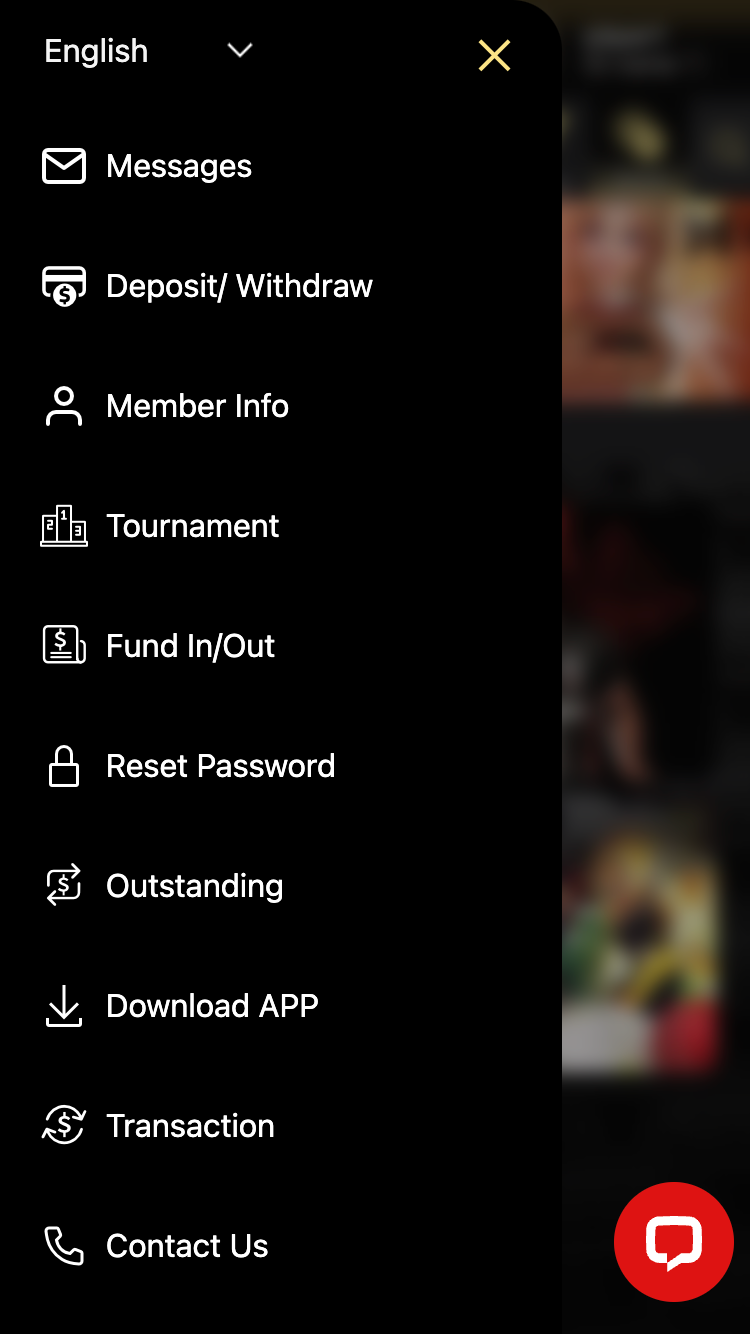 English
Messages
Deposit/ Withdraw
Member Info
Tournament
Fund In/Out
Reset Password
Outstanding
Download APP
Transaction
Contact Us